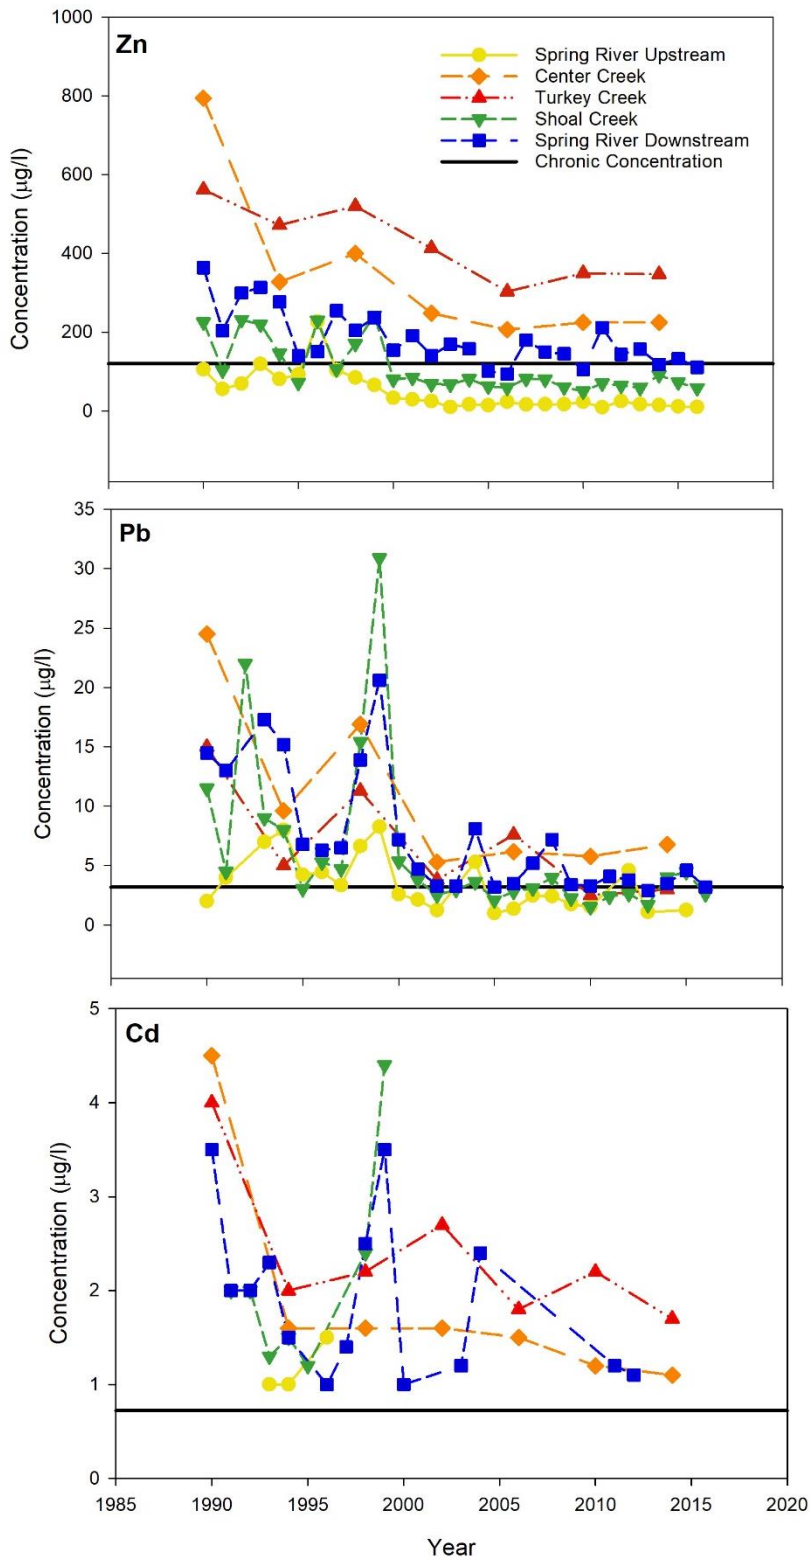 Zn
Spring River Upstream
Center Creek
Turkey Creek
Shoal Creek
Spring River Downstream
Chronic Concentration
1000
800
600
400
200
0
Concentration (µg/l)
Pb
35
30
25
20
15
10
5
0
Concentration (µg/l)
Cd
5
4
3
2
1
0
Concentration (µg/l)
1985 1990 1995 2000 2005 2010 2015 2020
Year